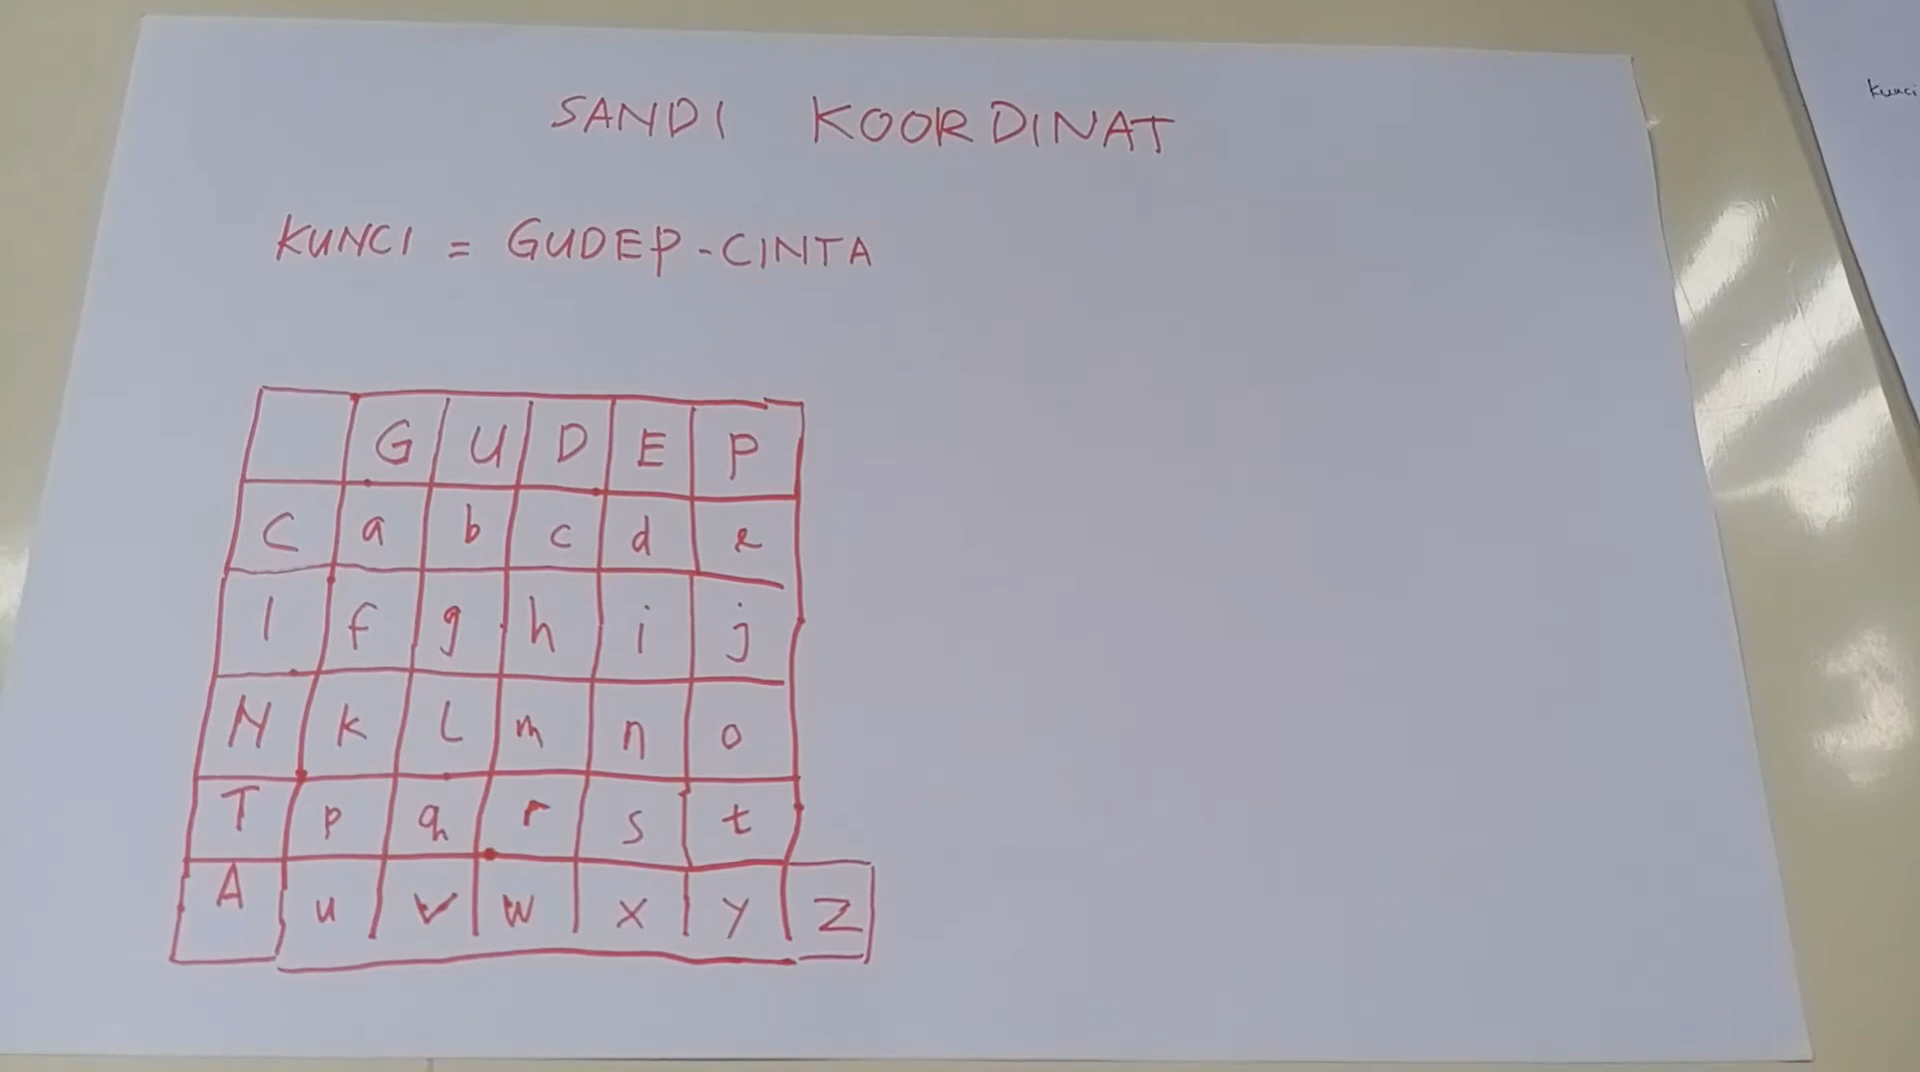 SANDI KOORDINAT
Kunci
KUNCI = GUDEP-CINTA
G U D E P
C a b c d e
I f g h i j
N k L m n o
T p q r s t
A u v w x y z